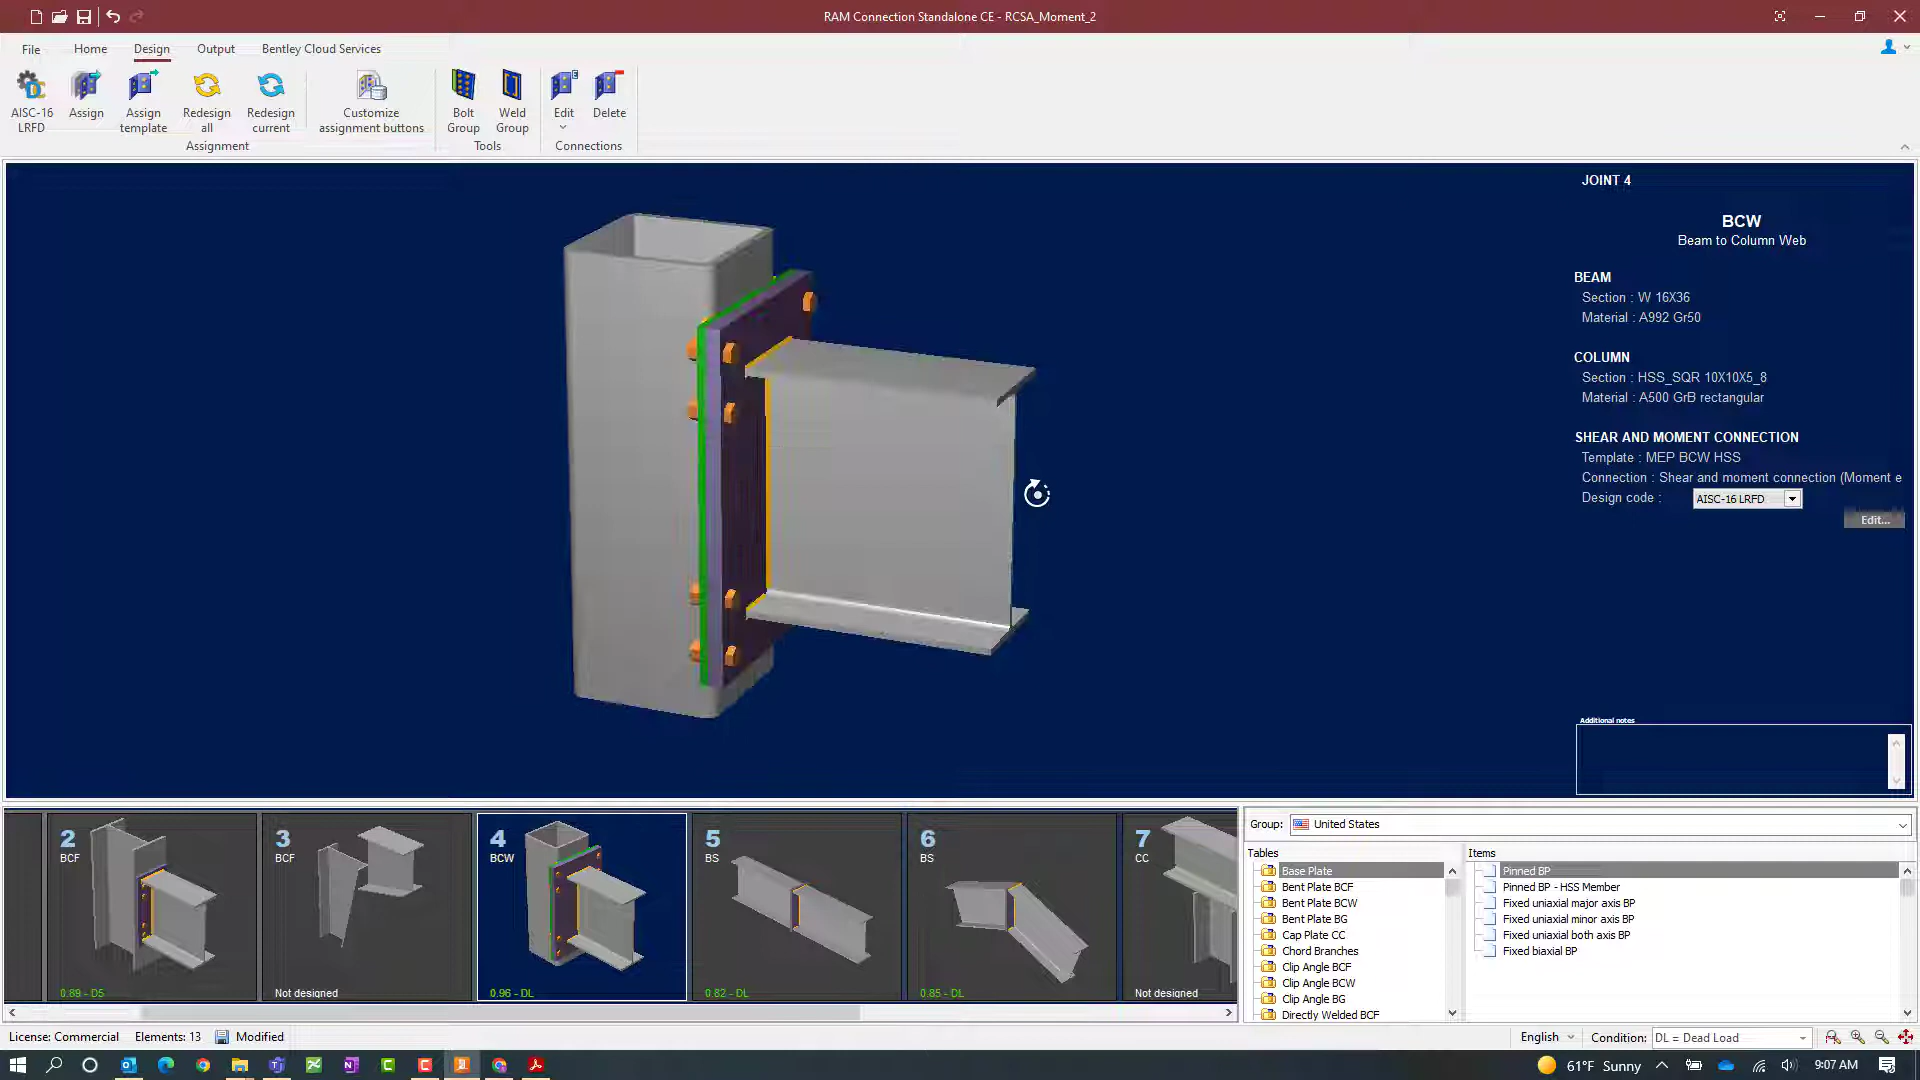 RAM Connection Standalone CE - RCSA_Moment_2
File
Home
Design
Output
Bentley Cloud Services
AISC-16
LRFD
Assign
Assign
template
Redesign
all
Redesign
current
Customize
assignment buttons
Bolt
Group
Weld
Group
Edit
Delete
Assignment
Tools
Connections
JOINT 4
BCW
Beam to Column Web
BEAM
Section : W 16X36
Material : A992 Gr50
COLUMN
Section : HSS_SQR 10X10X5_8
Material : A500 GrB rectangular
SHEAR AND MOMENT CONNECTION
Template : MEP BCW HSS
Connection : Shear and moment connection (Moment e
Design code :
AISC-16 LRFD
Edit...
Additional notes
2
BCF
0.89 - D5
3
BCF
Not designed
4
BCW
0.96 - DL
5
BS
0.82 - DL
6
BS
0.85 - DL
7
CC
Not designed
Group:
United States
Tables
Base Plate
Bent Plate BCF
Bent Plate BCW
Bent Plate BG
Cap Plate CC
Chord Branches
Clip Angle BCF
Clip Angle BCW
Clip Angle BG
Directly Welded BCF
Items
Pinned BP
Pinned BP - HSS Member
Fixed uniaxial major axis BP
Fixed uniaxial minor axis BP
Fixed uniaxial both axis BP
Fixed biaxial BP
License: Commercial
Elements: 13
Modified
English
Condition:
DL = Dead Load
61°F Sunny
9:07 AM